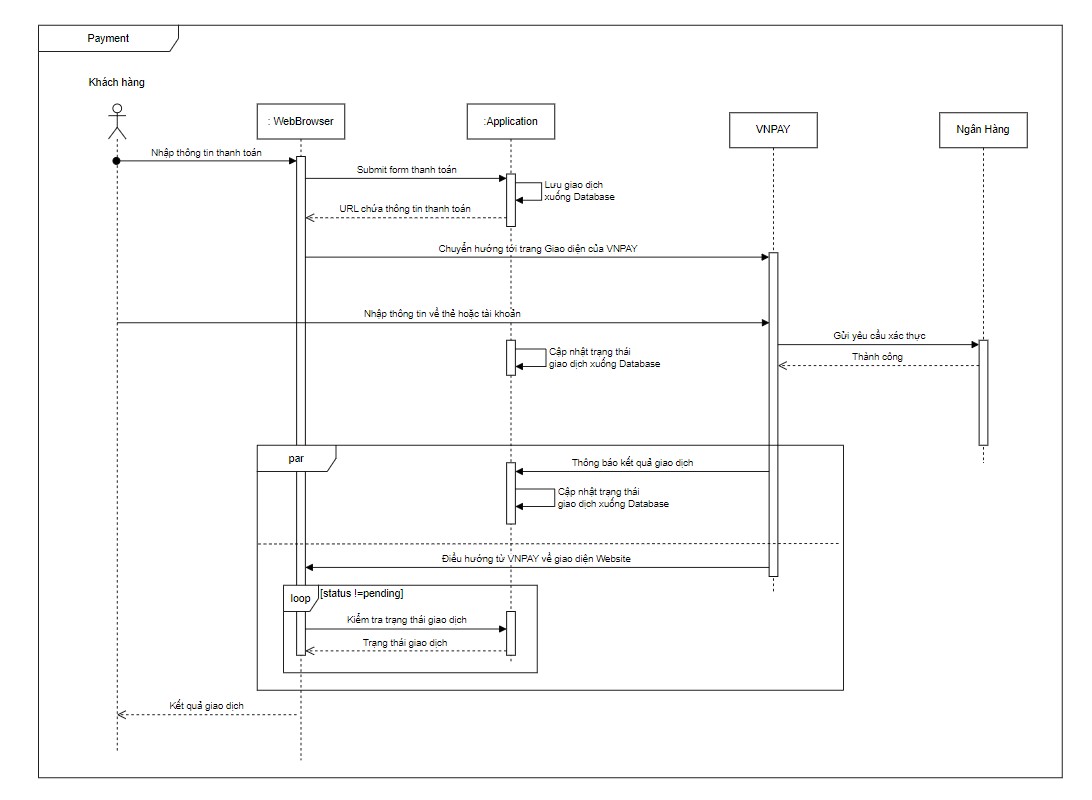 Payment
Khách hàng
: WebBrowser
:Application
VNPAY
Ngân Hàng
Nhập thông tin thanh toán
Submit form thanh toán
Lưu giao dịch
xuống Database
URL chứa thông tin thanh toán
Chuyển hướng tới trang Giao diện của VNPAY
Nhập thông tin về thẻ hoặc tài khoản
Gửi yêu cầu xác thực
Cập nhật trạng thái
giao dịch xuống Database
Thành công
par
Thông báo kết quả giao dịch
Cập nhật trạng thái
giao dịch xuống Database
Điều hướng từ VNPAY về giao diện Website
loop
[status !=pending]
Kiểm tra trạng thái giao dịch
Trạng thái giao dịch
Kết quả giao dịch